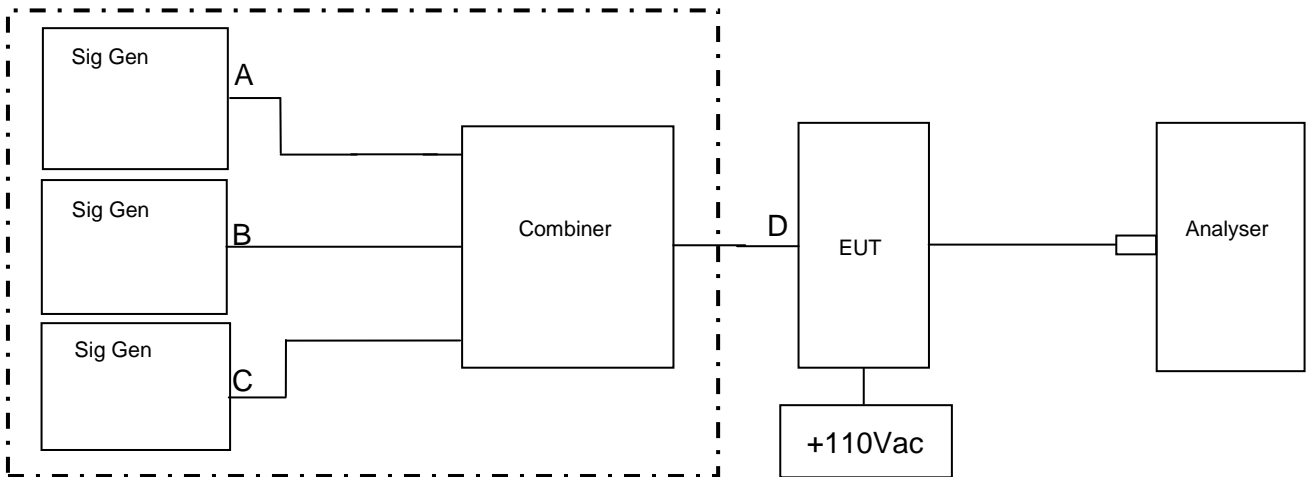 Sig Gen
A
Sig Gen
B
Sig Gen
C
Combiner
D
EUT
+110Vac
Analyser